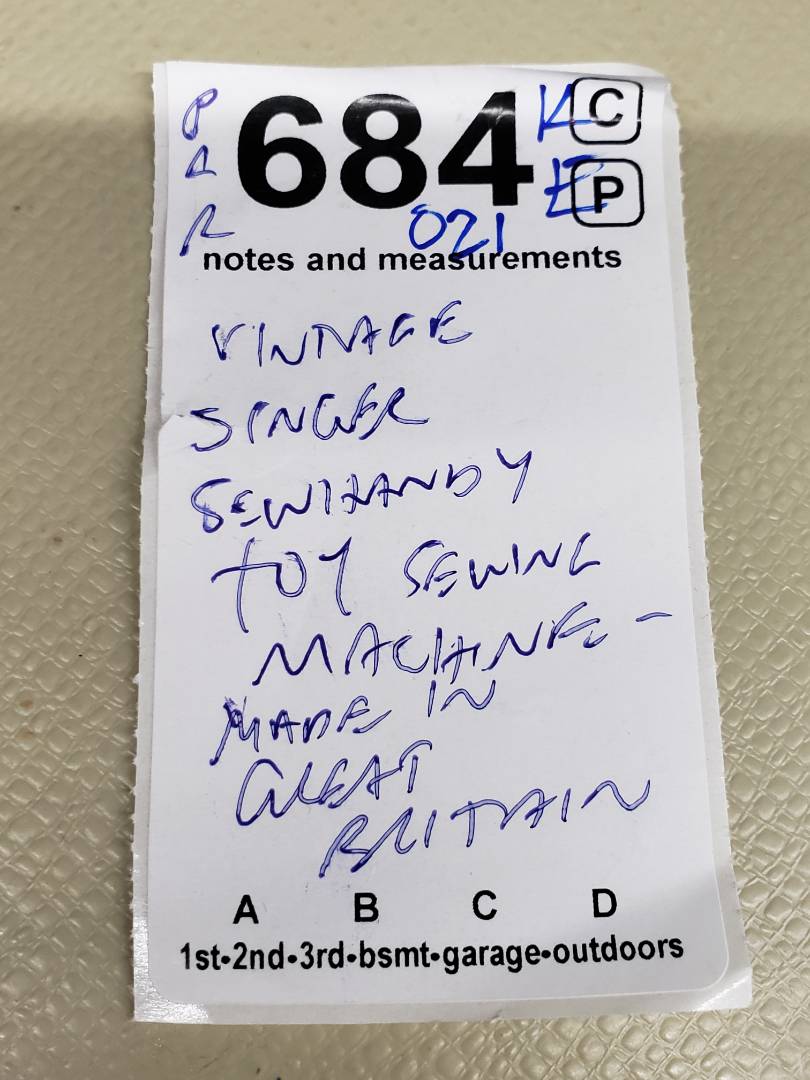 P
A
R
684
K
C
E
P
021
notes and measurements
VINTAGE
SINGER
SEWHANDY
TOY SEWING
MACHINE -
MADE IN
GREAT
BRITAIN
A B C D
1st•2nd•3rd•bsmt•garage•outdoors